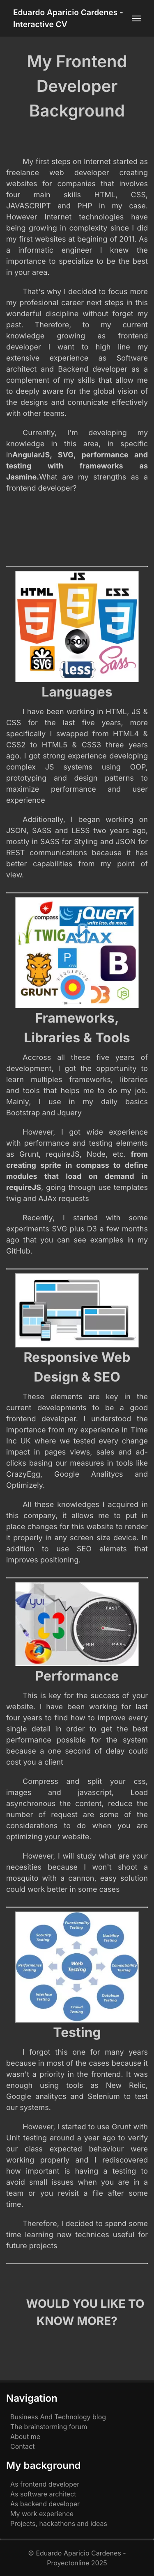 Eduardo Aparicio Cardenes -
Interactive CV
My Frontend
Developer
Background
My first steps on Internet started as
freelance web developer creating
websites for companies that involves
four main skills HTML, CSS,
JAVASCRIPT and PHP in my case.
However Internet technologies have
being growing in complexity since I did
my first websites at begining of 2011. As
a informatic engineer I knew the
importance to specialize to be the best
in your area.
That's why I decided to focus more
my profesional career next steps in this
wonderful discipline without forget my
past. Therefore, to my current
knowledge growing as frontend
developer I want to high line my
extensive experience as Software
architect and Backend developer as a
complement of my skills that allow me
to deeply aware for the global vision of
the designs and comunicate effectively
with other teams.
Currently, I'm developing my
knowledge in this area, in specific
inAngularJS, SVG, performance and
testing with frameworks as
Jasmine.What are my strengths as a
frontend developer?
HTML
CSS
JS
5
5
3
JSON
SVG
{less}
Sass
Languages
I have been working in HTML, JS &
CSS for the last five years, more
specifically I swapped from HTML4 &
CSS2 to HTML5 & CSS3 three years
ago. I got strong experience developing
complex JS systems using OOP,
prototyping and design patterns to
maximize performance and user
experience
Additionally, I began working on
JSON, SASS and LESS two years ago,
mostly in SASS for Styling and JSON for
REST communications because it has
better capabilities from my point of
view.
jQuery
TWIG
AJAX
P
B
GRUNT
REQUIREJS
D3
JS
Frameworks,
Libraries & Tools
Accross all these five years of
development, I got the opportunity to
learn multiples frameworks, libraries
and tools that helps me to do my job.
Mainly, I use in my daily basics
Bootstrap and Jquery
However, I got wide experience
with performance and testing elements
as Grunt, requireJS, Node, etc. from
creating sprite in compass to define
modules that load on demand in
requireJS, going through use templates
twig and AJAx requests
Recently, I started with some
experiments SVG plus D3 a few months
ago that you can see examples in my
GitHub.
Responsive Web
Design & SEO
These elements are key in the
current developments to be a good
frontend developer. I understood the
importance from my experience in Time
Inc UK where we tested every change
impact in pages views, sales and ad-
clicks basing our measures in tools like
CrazyEgg, Google Analitycs and
Optimizely.
All these knowledges I acquired in
this company, it allows me to put in
place changes for this website to render
it properly in any screen size device. In
addition to use SEO elemets that
improves positioning.
YUI
FAST
HYPER
Firefox
Performance
This is key for the success of your
website. I have been working for last
four years to find how to improve every
single detail in order to get the best
performance possible for the system
because a one second of delay could
cost you a client
Compress and split your css,
images and javascript, Load
asynchronous the content, reduce the
number of request are some of the
considerations to do when you are
optimizing your website.
However, I will study what are your
necesities because I won't shoot a
mosquito with a cannon, easy solution
could work better in some cases
Functionality
Testing
Security
Testing
Usability
Testing
Performance
Testing
Web
Testing
Compatibility
Testing
Interface
Testing
Database
Testing
Crowd
Testing
Testing
I forgot this one for many years
because in most of the cases because it
wasn't a priority in the frontend. It was
enough using tools as New Relic,
Google analitycs and Selenium to test
our systems.
However, I started to use Grunt with
Unit testing around a year ago to verify
our class expected behaviour were
working properly and I rediscovered
how important is having a testing to
avoid small issues when you are in a
team or you revisit a file after some
time.
Therefore, I decided to spend some
time learning new technices useful for
future projects
WOULD YOU LIKE TO
KNOW MORE?
Navigation
Business And Technology blog
The brainstorming forum
About me
Contact
My background
As frontend developer
As software architect
As backend developer
My work experience
Projects, hackathons and ideas
© Eduardo Aparicio Cardenes -
Proyectonline 2025